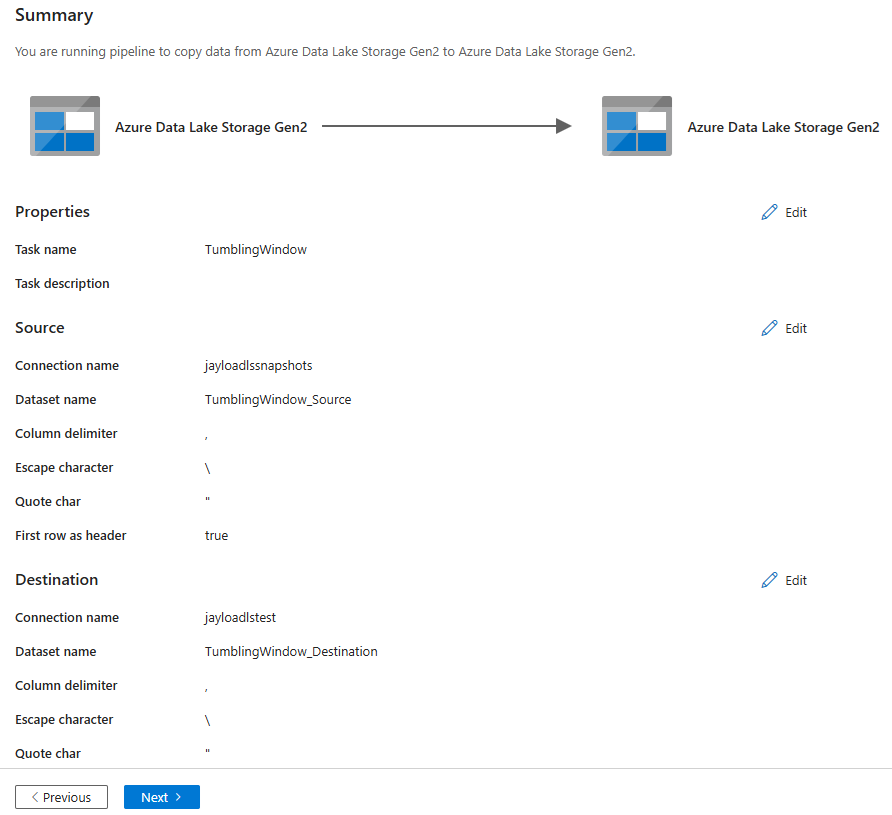 Summary
You are running pipeline to copy data from Azure Data Lake Storage Gen2 to Azure Data Lake Storage Gen2.
Azure Data Lake Storage Gen2 Azure Data Lake Storage Gen2
Properties Edit
Task name TumblingWindow
Task description
Source Edit
Connection name jayloadlssnapshots
Dataset name TumblingWindow_Source
Column delimiter ,
Escape character \
Quote char "
First row as header true
Destination Edit
Connection name jayloadlstest
Dataset name TumblingWindow_Destination
Column delimiter ,
Escape character \
Quote char "
< Previous Next >